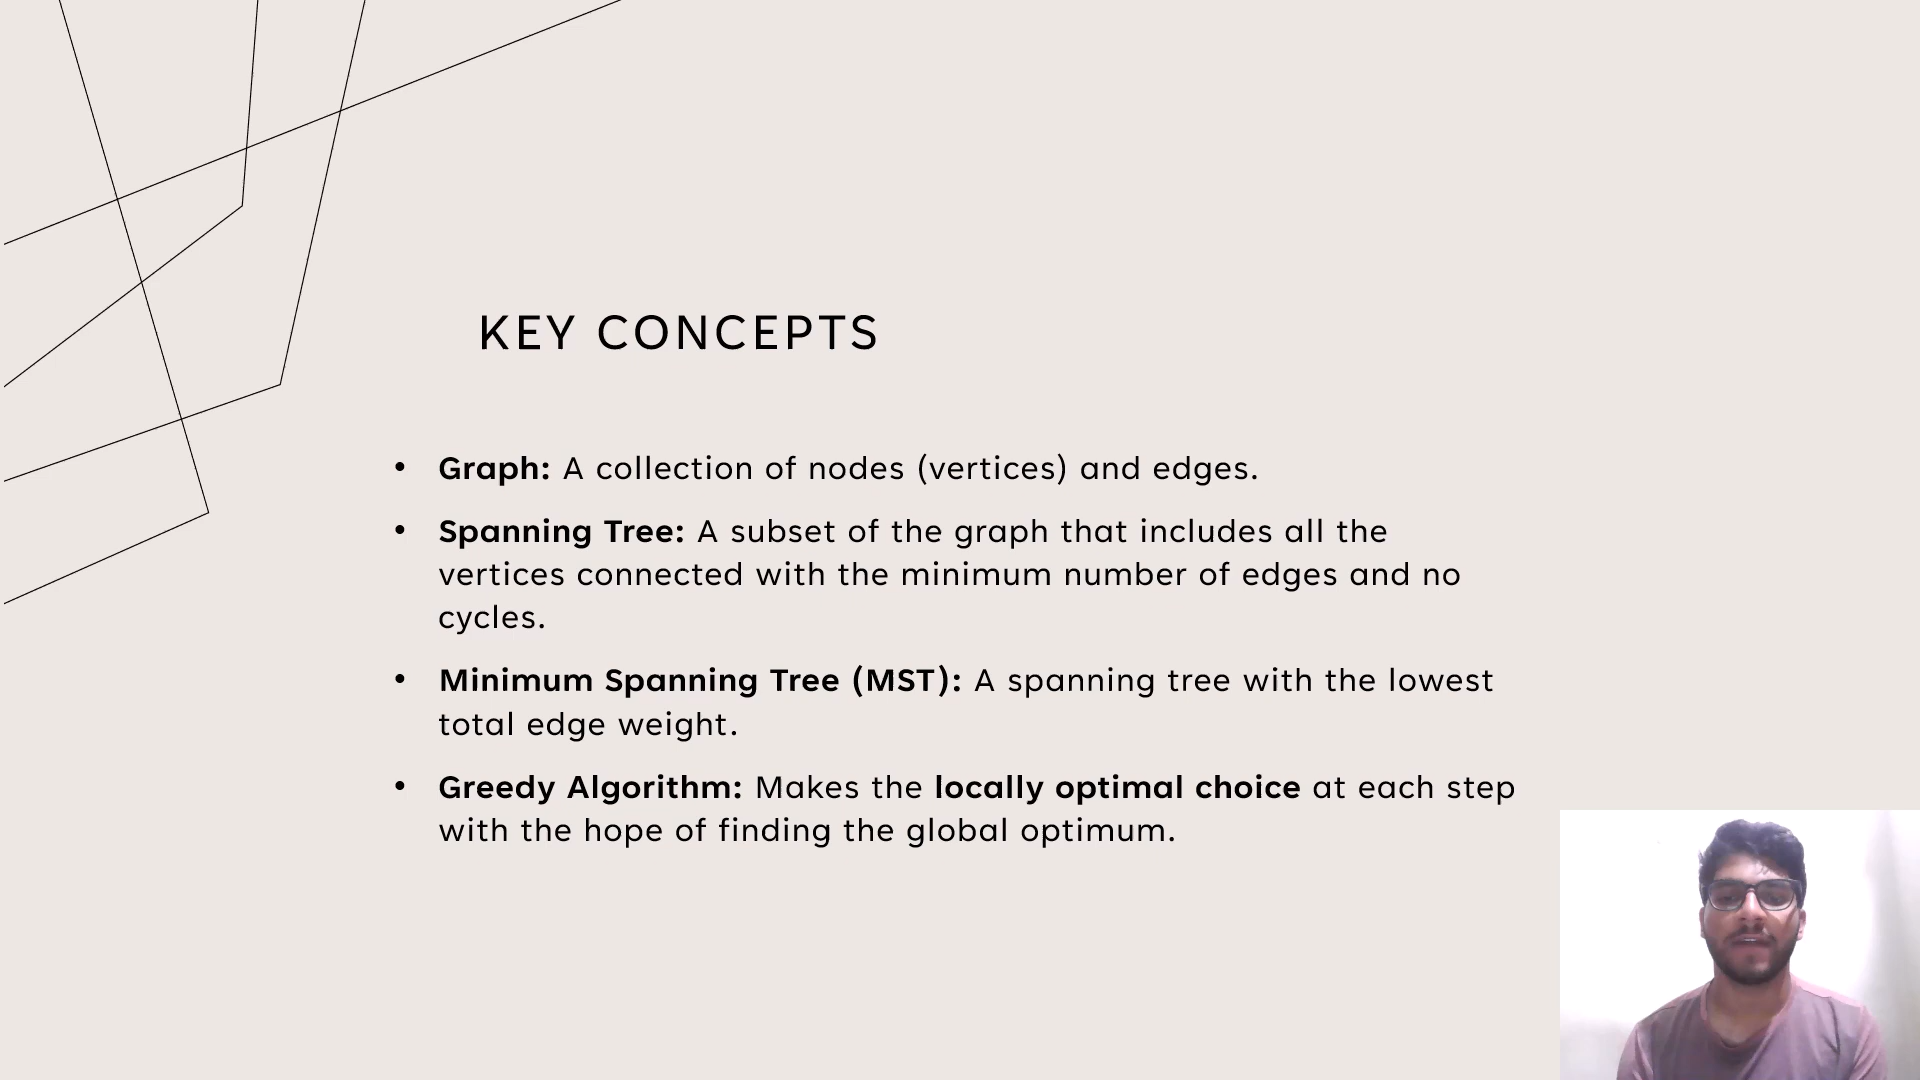 KEY CONCEPTS
• Graph: A collection of nodes (vertices) and edges.
• Spanning Tree: A subset of the graph that includes all the
vertices connected with the minimum number of edges and no
cycles.
• Minimum Spanning Tree (MST): A spanning tree with the lowest
total edge weight.
• Greedy Algorithm: Makes the locally optimal choice at each step
with the hope of finding the global optimum.